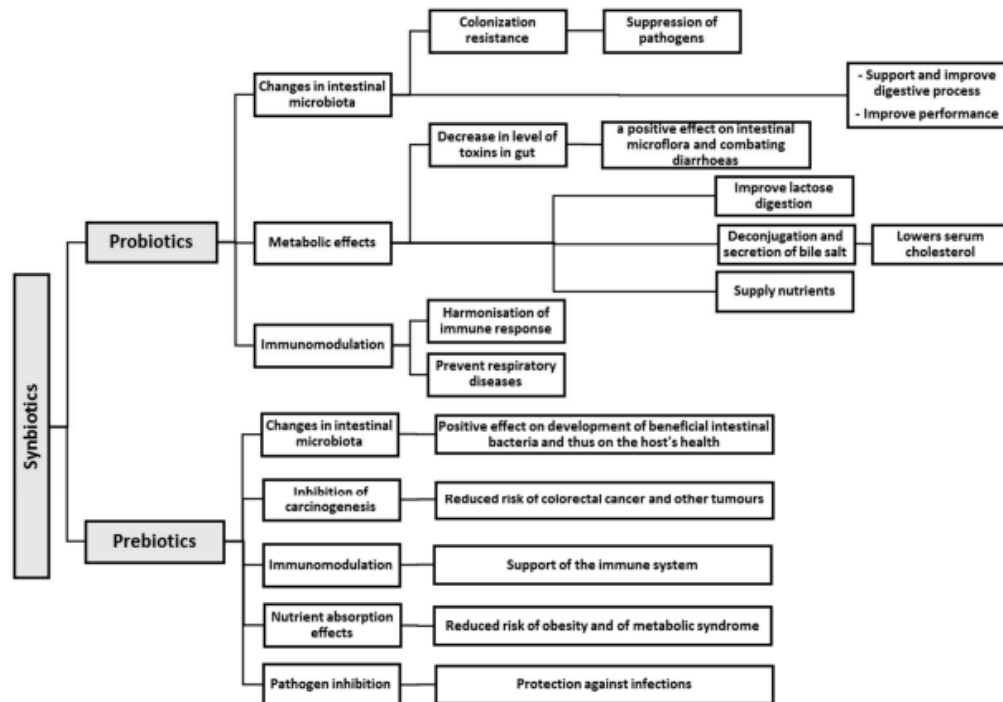 Colonization
resistance
Suppression of
pathogens
Changes in intestinal
microbiota
- Support and improve
digestive process
- Improve performance
Decrease in level of
toxins in gut
a positive effect on intestinal
microflora and combating
diarrhoeas
Improve lactose
digestion
Probiotics
Metabolic effects
Deconjugation and
secretion of bile salt
Lowers serum
cholesterol
Supply nutrients
Harmonisation of
immune response
Immunomodulation
Prevent respiratory
diseases
Synbiotics
Changes in intestinal
microbiota
Positive effect on development of beneficial intestinal
bacteria and thus on the host's health
Inhibition of
carcinogenesis
Reduced risk of colorectal cancer and other tumours
Prebiotics
Immunomodulation
Support of the immune system
Nutrient absorption
effects
Reduced risk of obesity and of metabolic syndrome
Pathogen inhibition
Protection against infections